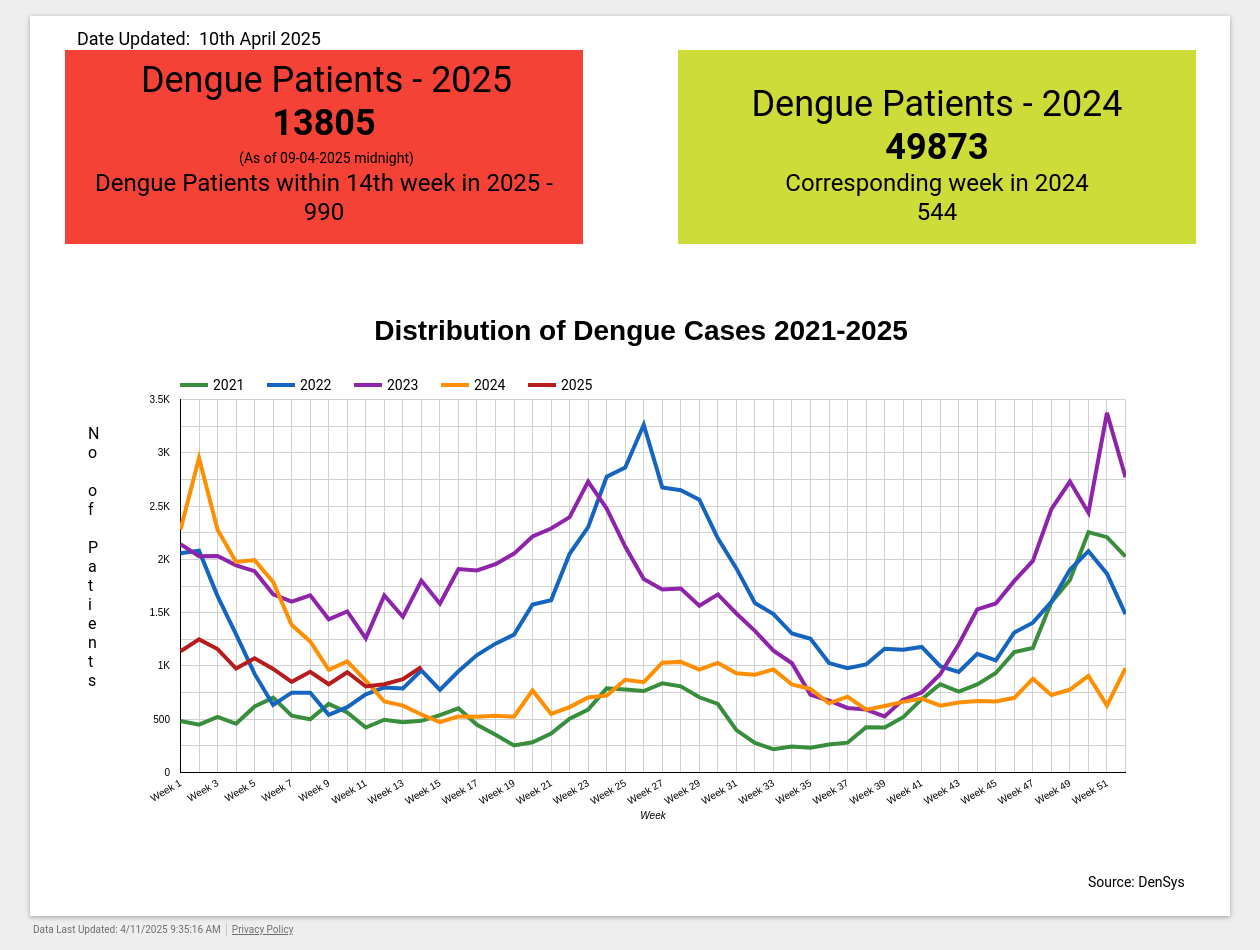 Date Updated:  10th April 2025
Dengue Patients - 2025
13805
(As of 09-04-2025 midnight)
Dengue Patients within 14th week in 2025 -
990
Dengue Patients - 2024
49873
Corresponding week in 2024
544
Distribution of Dengue Cases 2021-2025
2021 2022 2023 2024 2025
No of Patients
3.5K
3K
2.5K
2K
1.5K
1K
500
0
Week 1 Week 3 Week 5 Week 7 Week 9 Week 11 Week 13 Week 15 Week 17 Week 19 Week 21 Week 23 Week 25 Week 27 Week 29 Week 31 Week 33 Week 35 Week 37 Week 39 Week 41 Week 43 Week 45 Week 47 Week 49 Week 51
Week
Source: DenSys
Data Last Updated: 4/11/2025 9:35:16 AM Privacy Policy